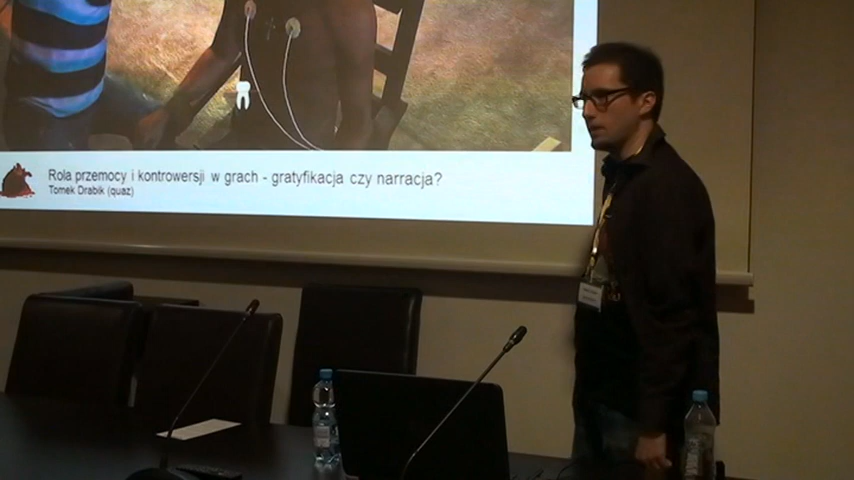 Rola przemocy i kontrowersji w grach - gratyfikacja czy narracja?
Tomek Drabik (quaz)